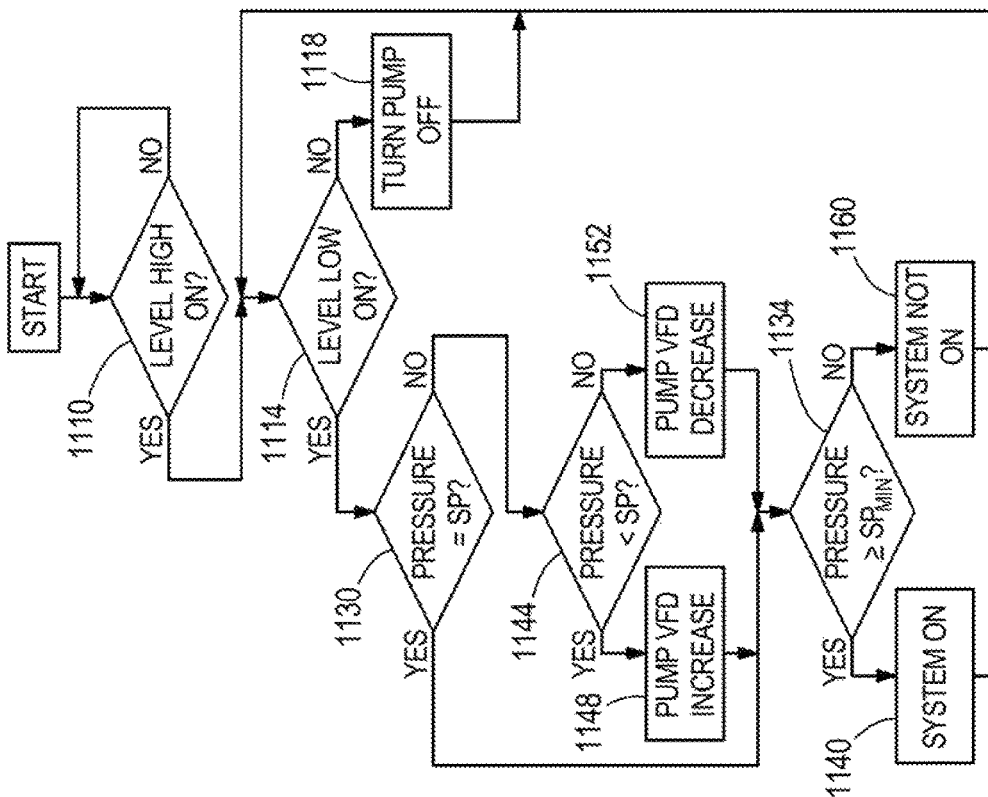 START
1110
LEVEL HIGH
ON?
YES
NO
1114
LEVEL LOW
ON?
YES
NO
1118
TURN PUMP
OFF
1130
PRESSURE
= SP?
YES
NO
1144
PRESSURE
< SP?
YES
NO
1148
PUMP VFD
INCREASE
1152
PUMP VFD
DECREASE
1134
PRESSURE
≥ SPMIN?
YES
NO
1140
SYSTEM ON
1160
SYSTEM NOT
ON